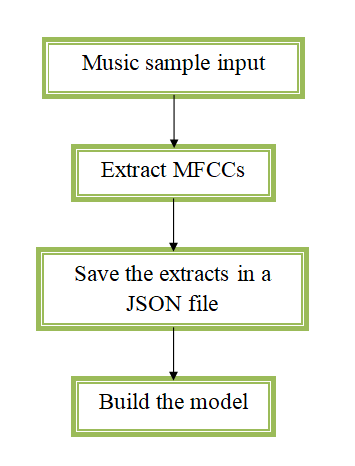 Music sample input
Extract MFCCs
Save the extracts in a
JSON file
Build the model